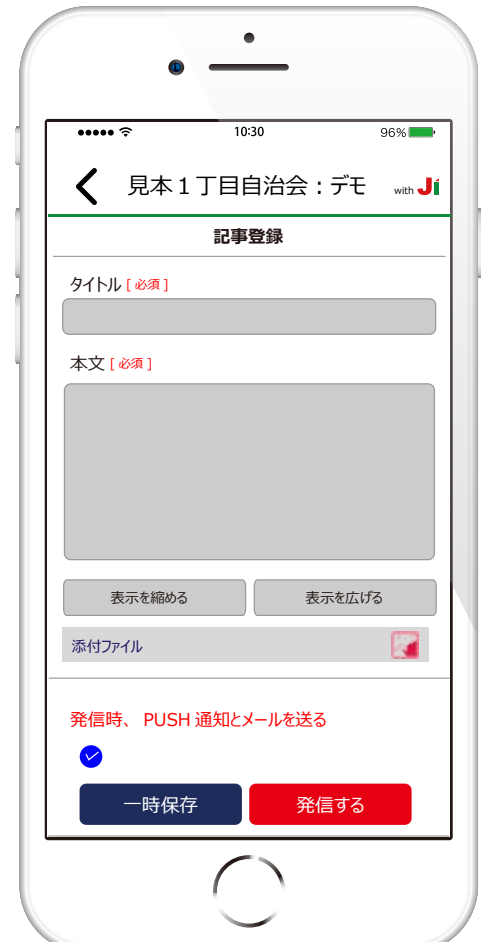 10:30
96%
見本１丁目自治会：デモ with Ji
記事登録
タイトル [ 必須 ]
本文 [ 必須 ]
表示を縮める 表示を広げる
添付ファイル
発信時、 PUSH 通知とメールを送る
一時保存 発信する